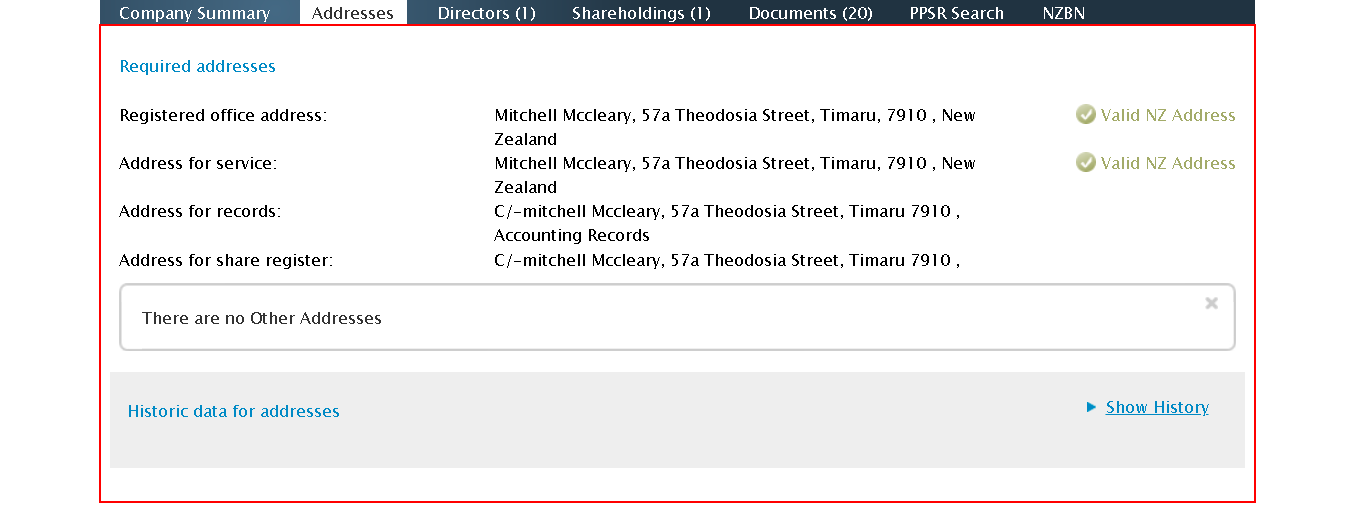 Company Summary Addresses Directors (1) Shareholdings (1) Documents (20) PPSR Search NZBN
Required addresses
Registered office address: Mitchell Mccleary, 57a Theodosia Street, Timaru, 7910 , New Valid NZ Address
Zealand
Address for service: Mitchell Mccleary, 57a Theodosia Street, Timaru, 7910 , New Valid NZ Address
Zealand
Address for records: C/-mitchell Mccleary, 57a Theodosia Street, Timaru 7910 ,
Accounting Records
Address for share register: C/-mitchell Mccleary, 57a Theodosia Street, Timaru 7910 ,
There are no Other Addresses
Historic data for addresses Show History